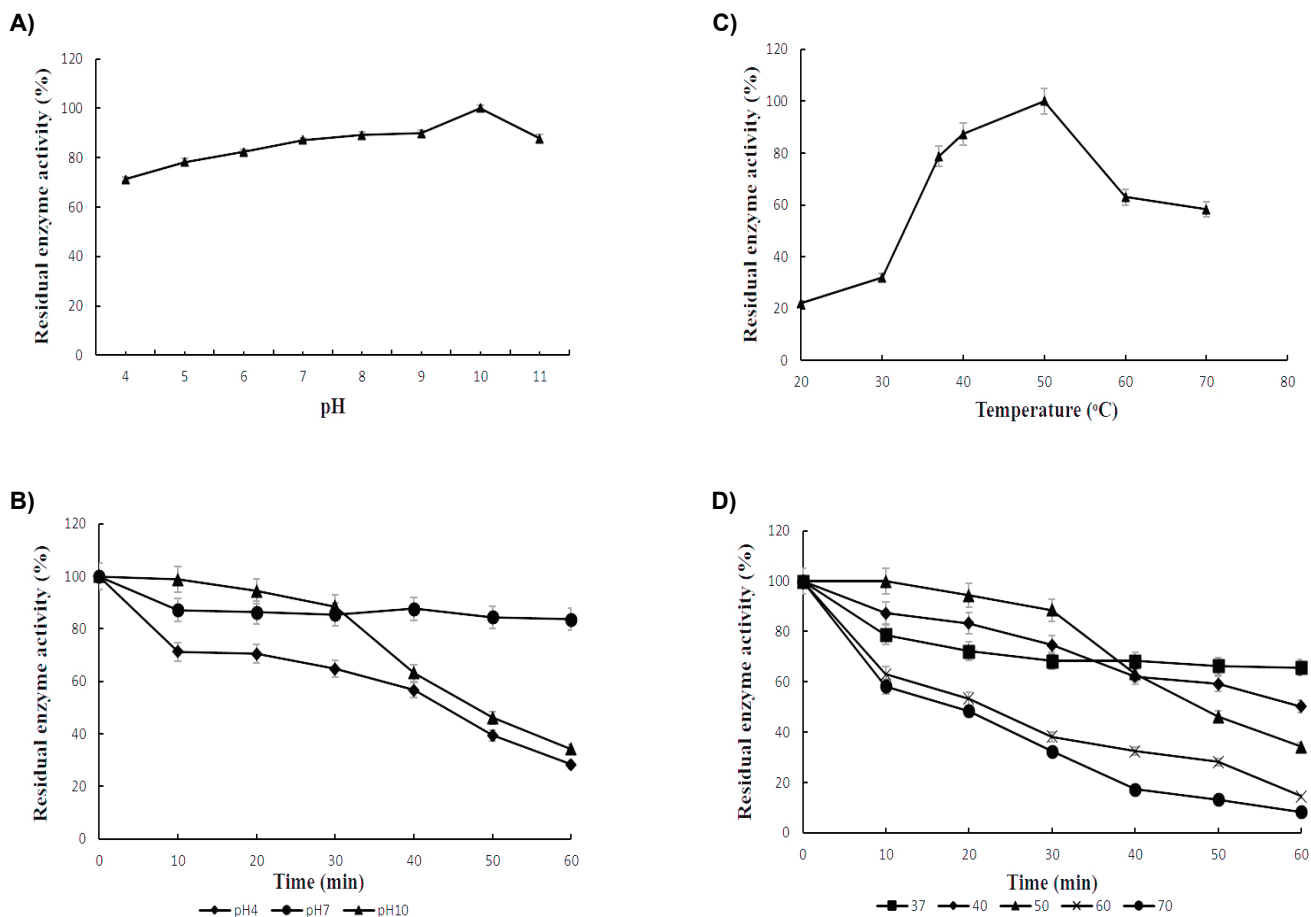 A)
Residual enzyme activity (%)
120
100
80
60
40
20
0
4 5 6 7 8 9 10 11
pH
C)
Residual enzyme activity (%)
120
100
80
60
40
20
0
20 30 40 50 60 70 80
Temperature (°C)
B)
Residual enzyme activity (%)
120
100
80
60
40
20
0
0 10 20 30 40 50 60
Time (min)
pH4 pH7 pH10
D)
Residual enzyme activity (%)
120
100
80
60
40
20
0
0 10 20 30 40 50 60
Time (min)
37 40 50 60 70